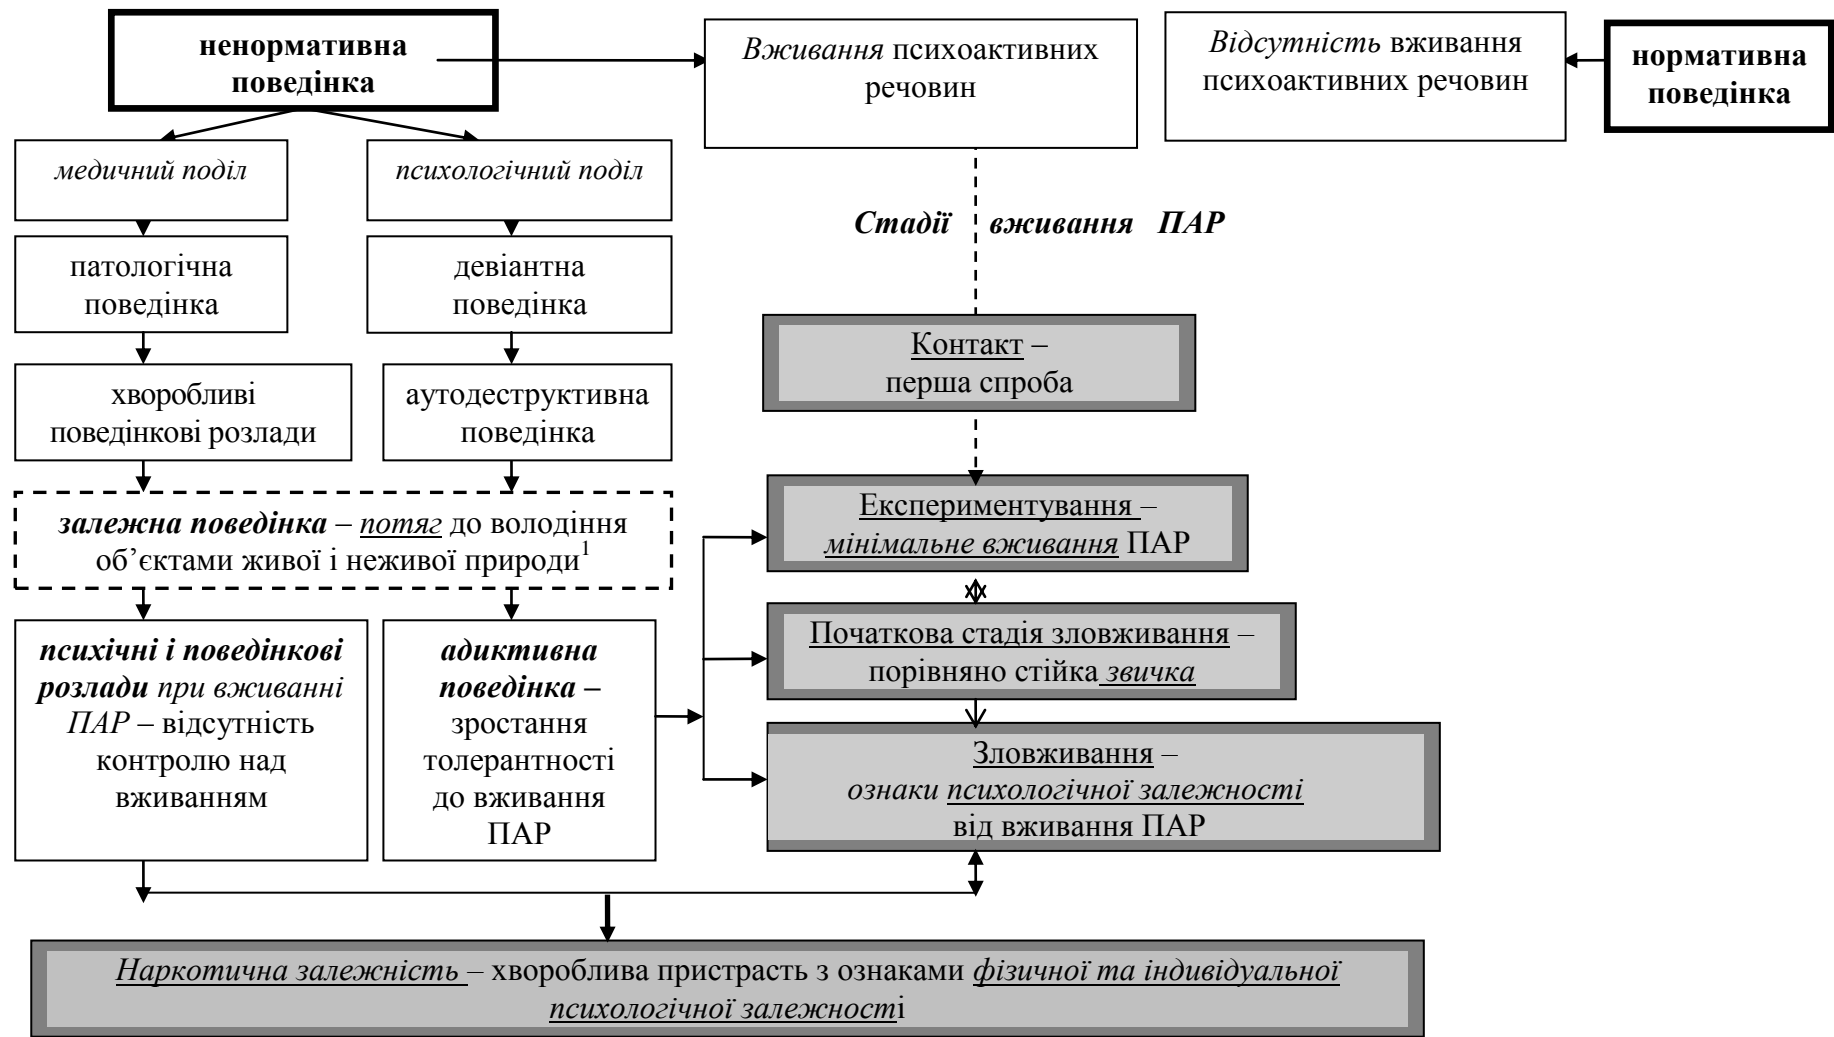 ненормативна
поведінка
Вживання психоактивних
речовин
Відсутність вживання
психоактивних речовин
нормативна
поведінка
медичний поділ
психологічний поділ
Стадії вживання ПАР
патологічна
поведінка
девіантна
поведінка
Контакт –
перша спроба
хворобливі
поведінкові розлади
аутодеструктивна
поведінка
залежна поведінка – потяг до володіння
об’єктами живої і неживої природи¹
Експериментування –
мінімальне вживання ПАР
Початкова стадія зловживання –
порівняно стійка звичка
психічні і поведінкові
розлади при вживанні
ПАР – відсутність
контролю над
вживанням
адиктивна
поведінка –
зростання
толерантності
до вживання
ПАР
Зловживання –
ознаки психологічної залежності
від вживання ПАР
Наркотична залежність – хвороблива пристрасть з ознаками фізичної та індивідуальної
психологічної залежності